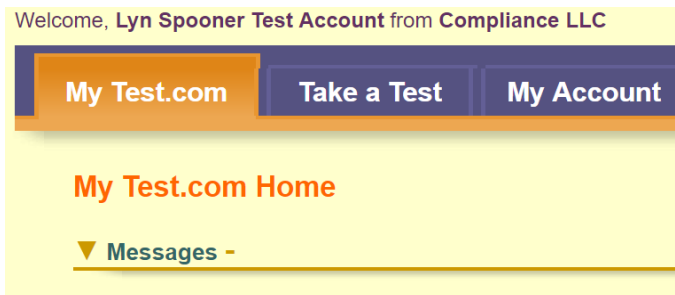 Welcome, Lyn Spooner Test Account from Compliance LLC
My Test.com Take a Test My Account
My Test.com Home
▼ Messages -